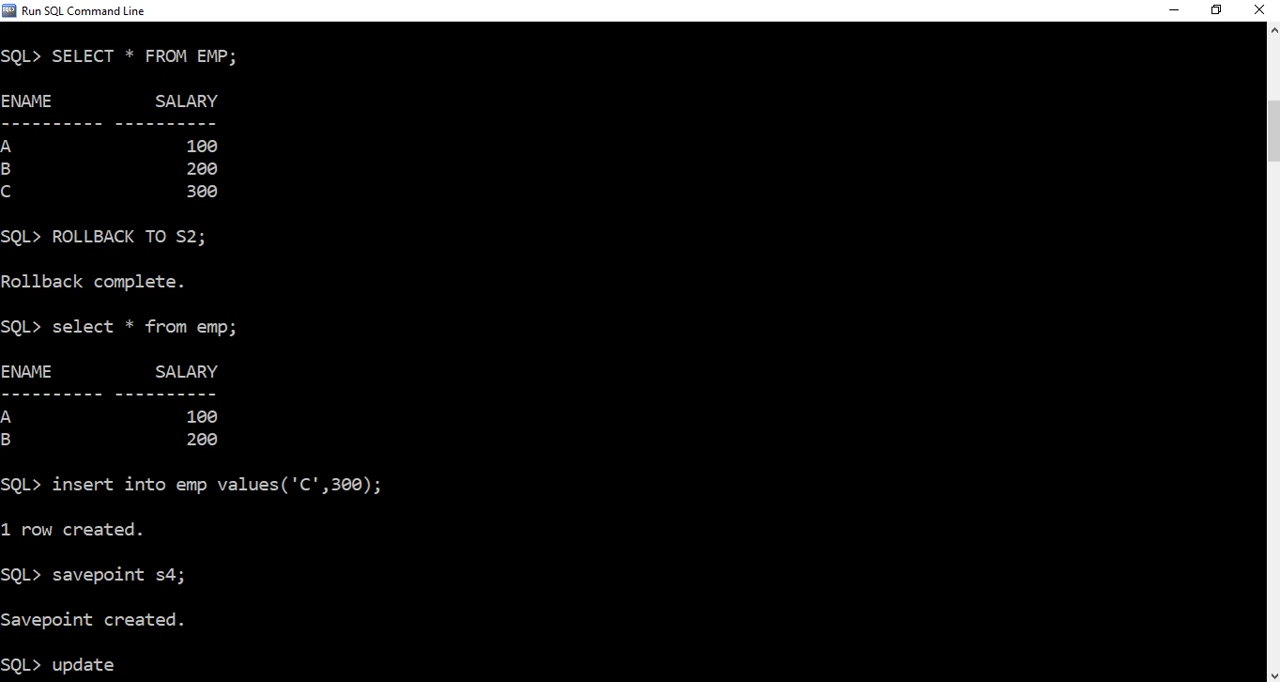 Run SQL Command Line
SQL> SELECT * FROM EMP;
ENAME          SALARY
---------- ----------
A                 100
B                 200
C                 300
SQL> ROLLBACK TO S2;
Rollback complete.
SQL> select * from emp;
ENAME          SALARY
---------- ----------
A                 100
B                 200
SQL> insert into emp values('C',300);
1 row created.
SQL> savepoint s4;
Savepoint created.
SQL> update